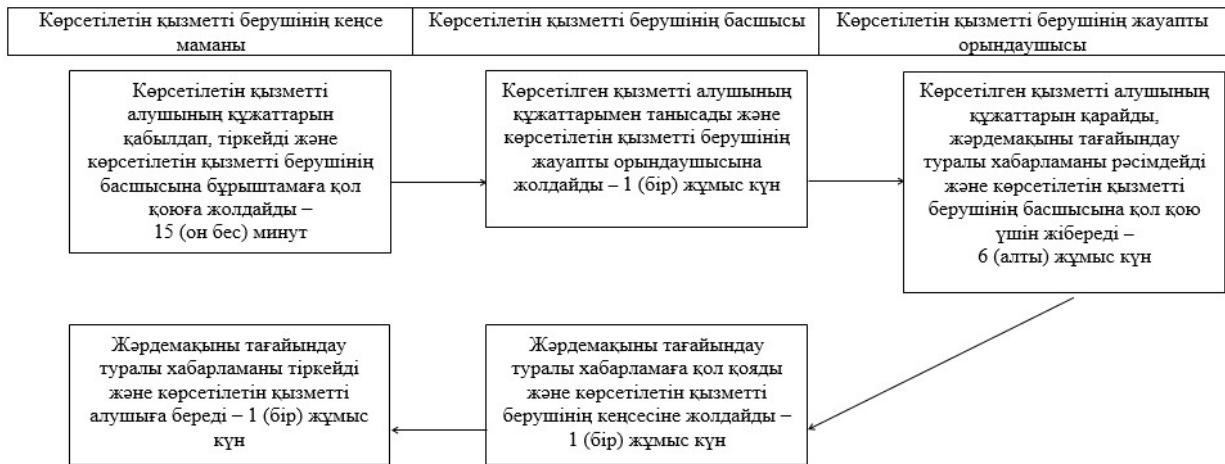 Көрсетілетін қызметті берушінің кеңсе
маманы
Көрсетілетін қызметті берушінің басшысы
Көрсетілетін қызметті берушінің жауапты
орындаушысы
Көрсетілетін қызметті
алушының құжаттарын
қабылдап, тіркейді және
көрсетілетін қызметті берушінің
басшысына бұрыштамаға қол
қоюға жолдайды –
15 (он бес) минут
Көрсетілген қызметті алушының
құжаттарымен танысады және
көрсетілетін қызметті берушінің
жауапты орындаушысына
жолдайды – 1 (бір) жұмыс күн
Көрсетілген қызметті алушының
құжаттарын қарайды,
жәрдемақыны тағайындау
туралы хабарламаны рәсімдейді
және көрсетілетін қызметті
берушінің басшысына қол қою
үшін жібереді –
6 (алты) жұмыс күн
Жәрдемақыны тағайындау
туралы хабарламаны тіркейді
және көрсетілетін қызметті
алушыға береді – 1 (бір) жұмыс
күн
Жәрдемақыны тағайындау
туралы хабарламаға қол қояды
және көрсетілетін қызметті
берушінің кеңсесіне жолдайды –
1 (бір) жұмыс күн